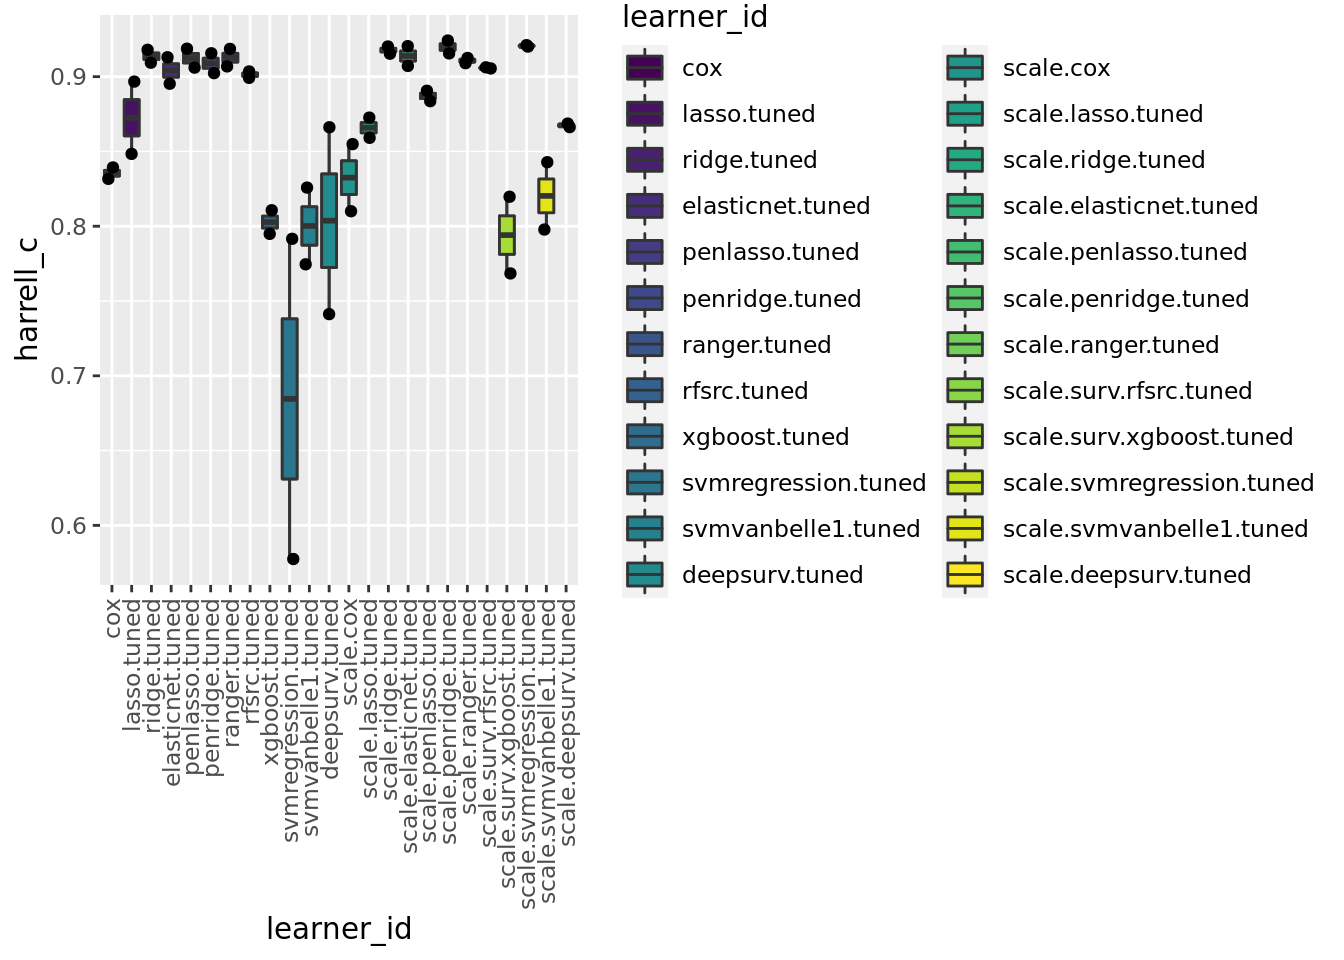 learner_id
cox
lasso.tuned
ridge.tuned
elasticnet.tuned
penlasso.tuned
penridge.tuned
ranger.tuned
rfsrc.tuned
xgboost.tuned
svmregression.tuned
svmvanbelle1.tuned
deepsurv.tuned
scale.cox
scale.lasso.tuned
scale.ridge.tuned
scale.elasticnet.tuned
scale.penlasso.tuned
scale.penridge.tuned
scale.ranger.tuned
scale.surv.rfsrc.tuned
scale.surv.xgboost.tuned
scale.svmregression.tuned
scale.svmvanbelle1.tuned
scale.deepsurv.tuned
harrell_c
0.9
0.8
0.7
0.6
cox
lasso.tuned
ridge.tuned
elasticnet.tuned
penlasso.tuned
penridge.tuned
ranger.tuned
rfsrc.tuned
xgboost.tuned
svmregression.tuned
svmvanbelle1.tuned
deepsurv.tuned
scale.cox
scale.lasso.tuned
scale.ridge.tuned
scale.elasticnet.tuned
scale.penlasso.tuned
scale.penridge.tuned
scale.ranger.tuned
scale.surv.rfsrc.tuned
scale.surv.xgboost.tuned
scale.svmregression.tuned
scale.svmvanbelle1.tuned
scale.deepsurv.tuned
learner_id